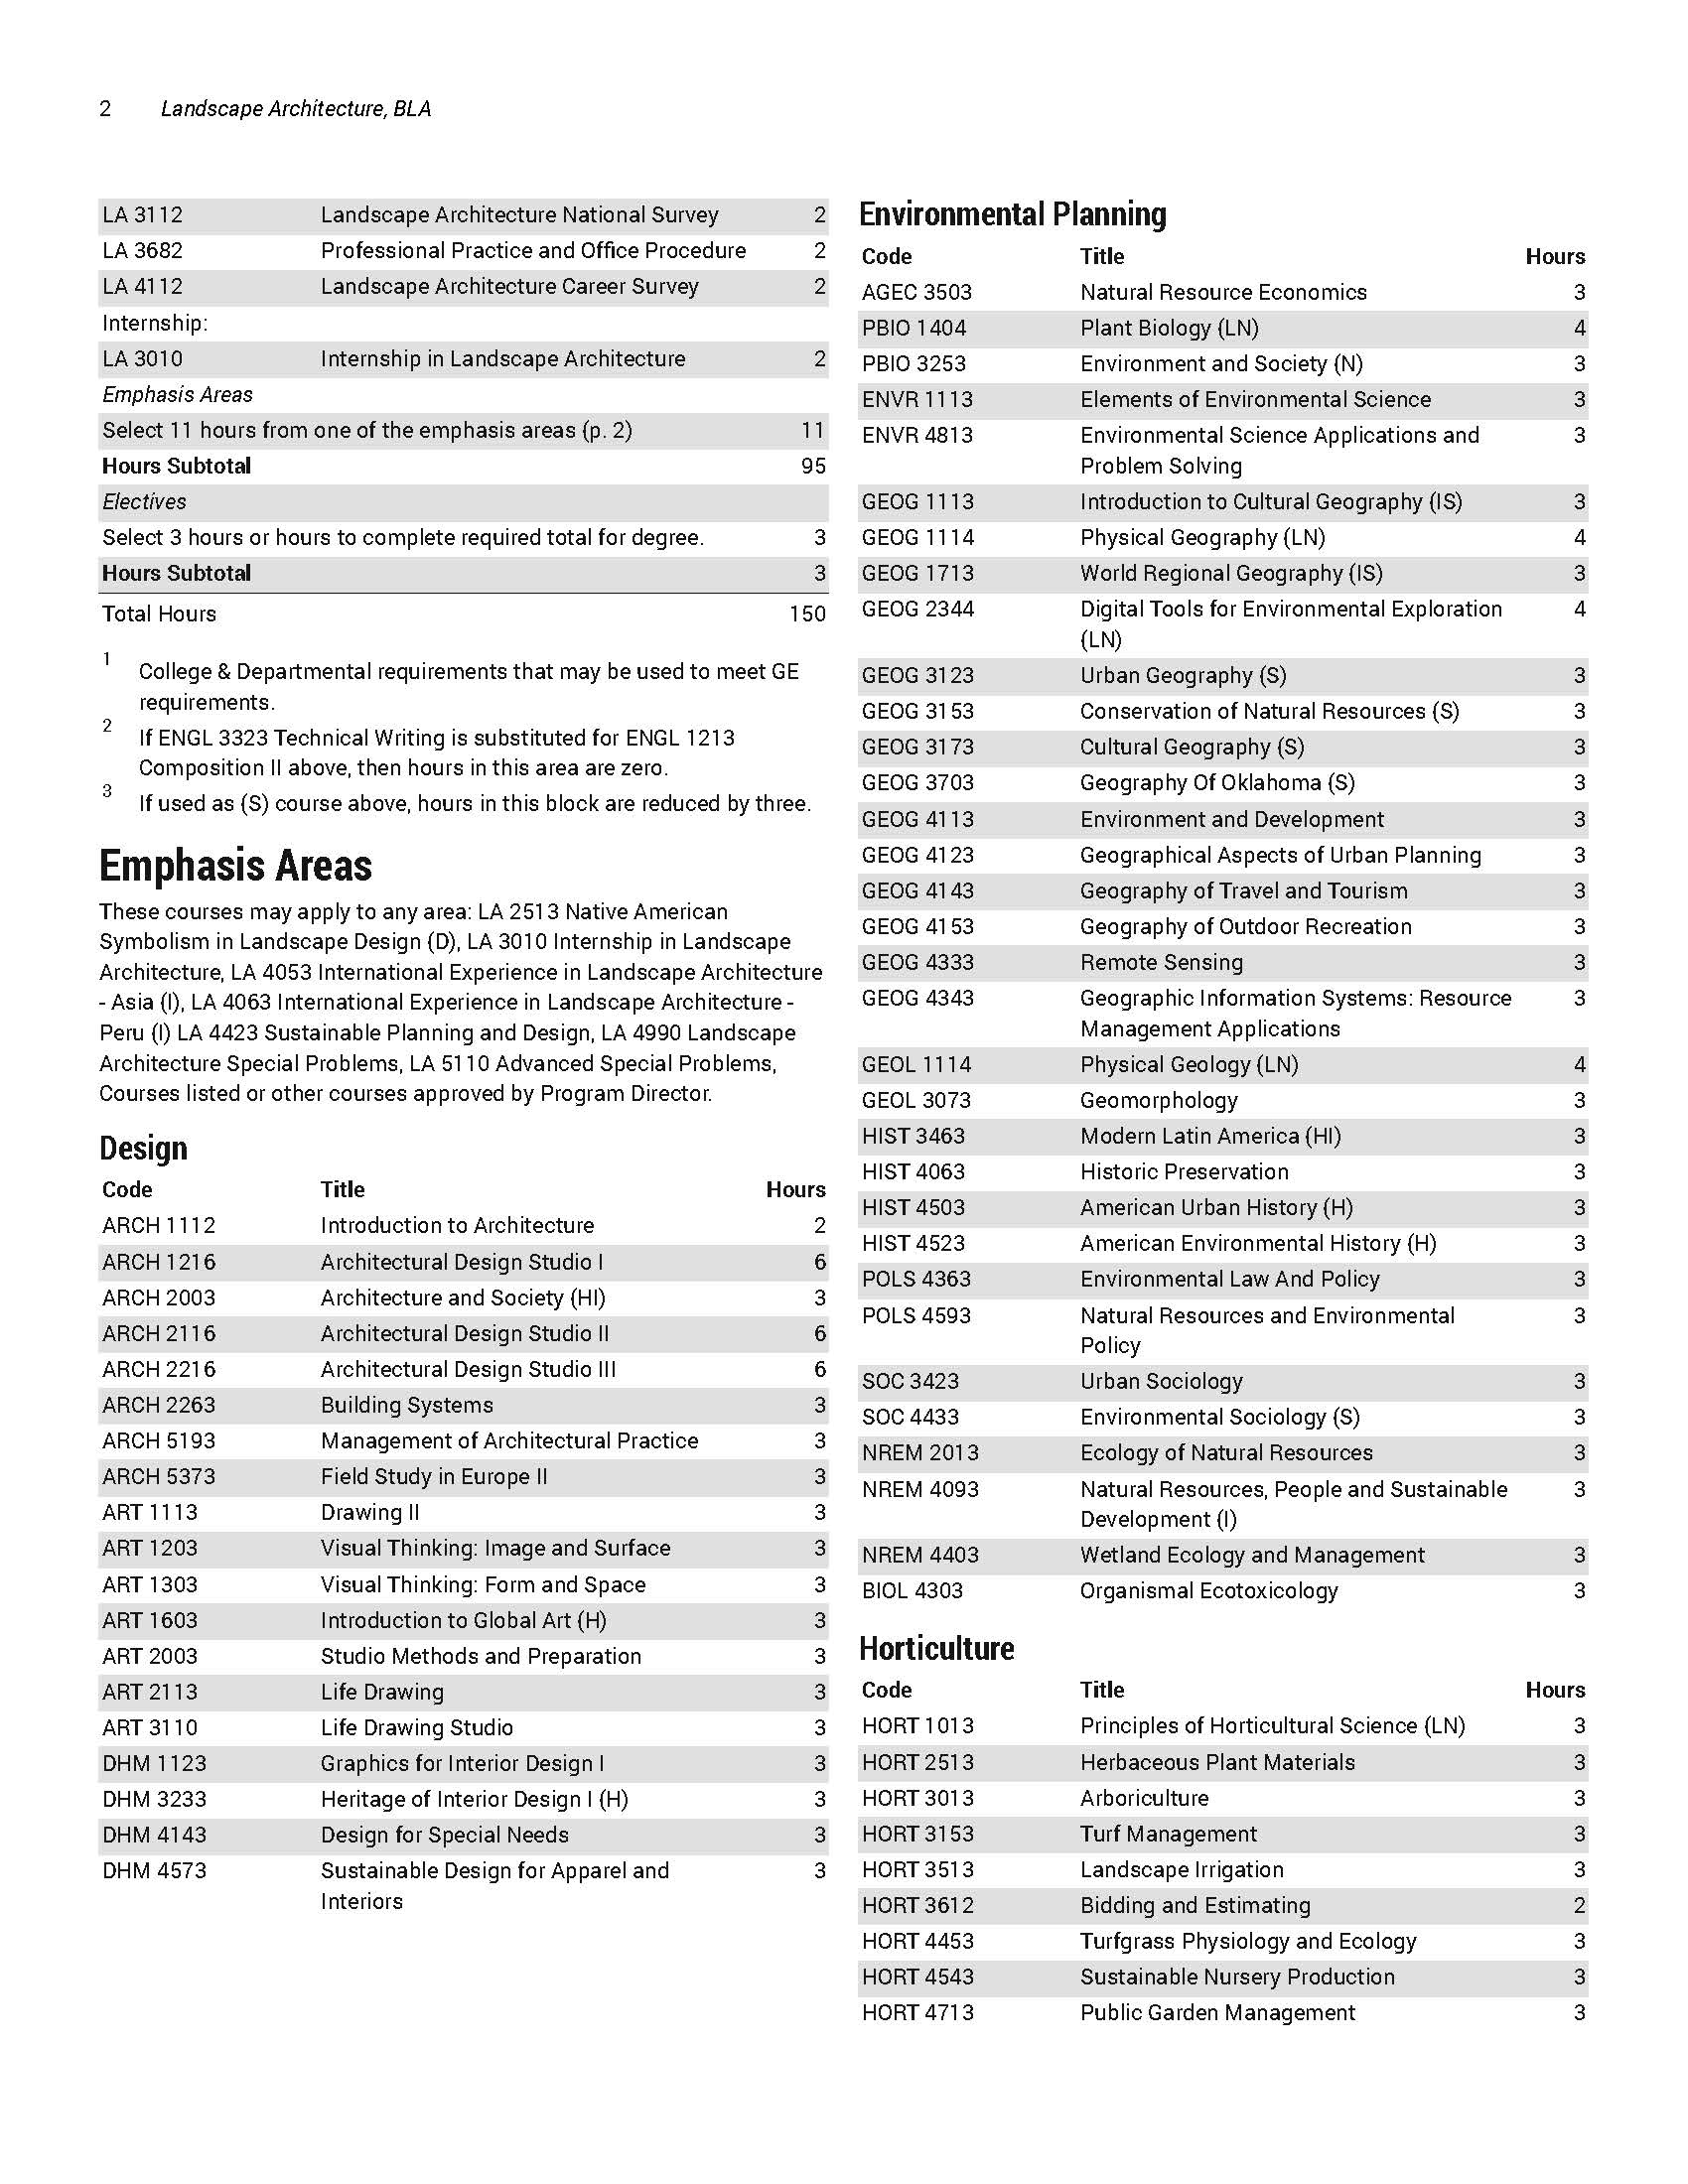 2 Landscape Architecture, BLA
LA 3112 Landscape Architecture National Survey 2
LA 3682 Professional Practice and Office Procedure 2
LA 4112 Landscape Architecture Career Survey 2
Internship:
LA 3010 Internship in Landscape Architecture 2
Emphasis Areas
Select 11 hours from one of the emphasis areas (p. 2) 11
Hours Subtotal 95
Electives
Select 3 hours or hours to complete required total for degree. 3
Hours Subtotal 3
Total Hours 150
1 College & Departmental requirements that may be used to meet GE
requirements.
2 If ENGL 3323 Technical Writing is substituted for ENGL 1213
Composition II above, then hours in this area are zero.
3 If used as (S) course above, hours in this block are reduced by three.
Emphasis Areas
These courses may apply to any area: LA 2513 Native American
Symbolism in Landscape Design (D), LA 3010 Internship in Landscape
Architecture, LA 4053 International Experience in Landscape Architecture
- Asia (I), LA 4063 International Experience in Landscape Architecture -
Peru (I) LA 4423 Sustainable Planning and Design, LA 4990 Landscape
Architecture Special Problems, LA 5110 Advanced Special Problems,
Courses listed or other courses approved by Program Director.
Design
Code Title Hours
ARCH 1112 Introduction to Architecture 2
ARCH 1216 Architectural Design Studio I 6
ARCH 2003 Architecture and Society (HI) 3
ARCH 2116 Architectural Design Studio II 6
ARCH 2216 Architectural Design Studio III 6
ARCH 2263 Building Systems 3
ARCH 5193 Management of Architectural Practice 3
ARCH 5373 Field Study in Europe II 3
ART 1113 Drawing II 3
ART 1203 Visual Thinking: Image and Surface 3
ART 1303 Visual Thinking: Form and Space 3
ART 1603 Introduction to Global Art (H) 3
ART 2003 Studio Methods and Preparation 3
ART 2113 Life Drawing 3
ART 3110 Life Drawing Studio 3
DHM 1123 Graphics for Interior Design I 3
DHM 3233 Heritage of Interior Design I (H) 3
DHM 4143 Design for Special Needs 3
DHM 4573 Sustainable Design for Apparel and 3
Interiors
Environmental Planning
Code Title Hours
AGEC 3503 Natural Resource Economics 3
PBIO 1404 Plant Biology (LN) 4
PBIO 3253 Environment and Society (N) 3
ENVR 1113 Elements of Environmental Science 3
ENVR 4813 Environmental Science Applications and 3
Problem Solving
GEOG 1113 Introduction to Cultural Geography (IS) 3
GEOG 1114 Physical Geography (LN) 4
GEOG 1713 World Regional Geography (IS) 3
GEOG 2344 Digital Tools for Environmental Exploration 4
(LN)
GEOG 3123 Urban Geography (S) 3
GEOG 3153 Conservation of Natural Resources (S) 3
GEOG 3173 Cultural Geography (S) 3
GEOG 3703 Geography Of Oklahoma (S) 3
GEOG 4113 Environment and Development 3
GEOG 4123 Geographical Aspects of Urban Planning 3
GEOG 4143 Geography of Travel and Tourism 3
GEOG 4153 Geography of Outdoor Recreation 3
GEOG 4333 Remote Sensing 3
GEOG 4343 Geographic Information Systems: Resource 3
Management Applications
GEOL 1114 Physical Geology (LN) 4
GEOL 3073 Geomorphology 3
HIST 3463 Modern Latin America (HI) 3
HIST 4063 Historic Preservation 3
HIST 4503 American Urban History (H) 3
HIST 4523 American Environmental History (H) 3
POLS 4363 Environmental Law And Policy 3
POLS 4593 Natural Resources and Environmental 3
Policy
SOC 3423 Urban Sociology 3
SOC 4433 Environmental Sociology (S) 3
NREM 2013 Ecology of Natural Resources 3
NREM 4093 Natural Resources, People and Sustainable 3
Development (I)
NREM 4403 Wetland Ecology and Management 3
BIOL 4303 Organismal Ecotoxicology 3
Horticulture
Code Title Hours
HORT 1013 Principles of Horticultural Science (LN) 3
HORT 2513 Herbaceous Plant Materials 3
HORT 3013 Arboriculture 3
HORT 3153 Turf Management 3
HORT 3513 Landscape Irrigation 3
HORT 3612 Bidding and Estimating 2
HORT 4453 Turfgrass Physiology and Ecology 3
HORT 4543 Sustainable Nursery Production 3
HORT 4713 Public Garden Management 3